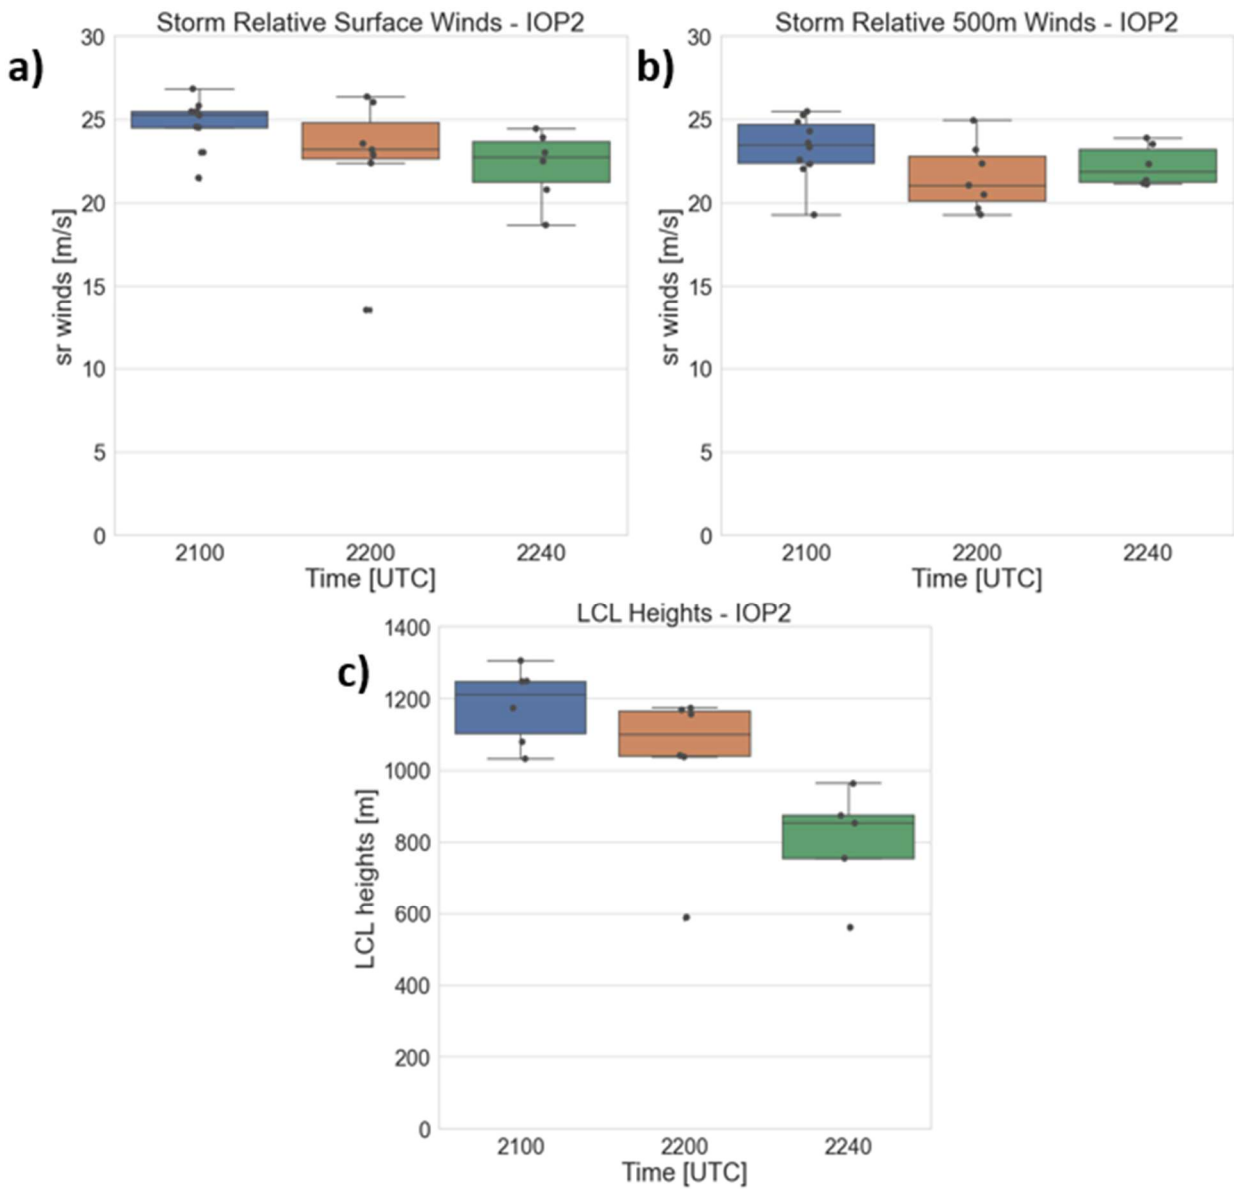 Storm Relative Surface Winds - IOP2
a)
30
25
20
15
10
5
0
sr winds [m/s]
2100 2200 2240
Time [UTC]
Storm Relative 500m Winds - IOP2
b)
30
25
20
15
10
5
0
sr winds [m/s]
2100 2200 2240
Time [UTC]
LCL Heights - IOP2
c)
1400
1200
1000
800
600
400
200
0
LCL heights [m]
2100 2200 2240
Time [UTC]